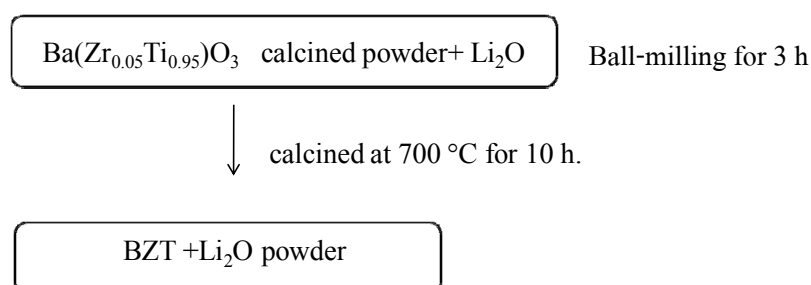 Ba(Zr₀.₀₅Ti₀.₉₅)O₃ calcined powder+ Li₂O
Ball-milling for 3 h
calcined at 700 °C for 10 h.
BZT +Li₂O powder